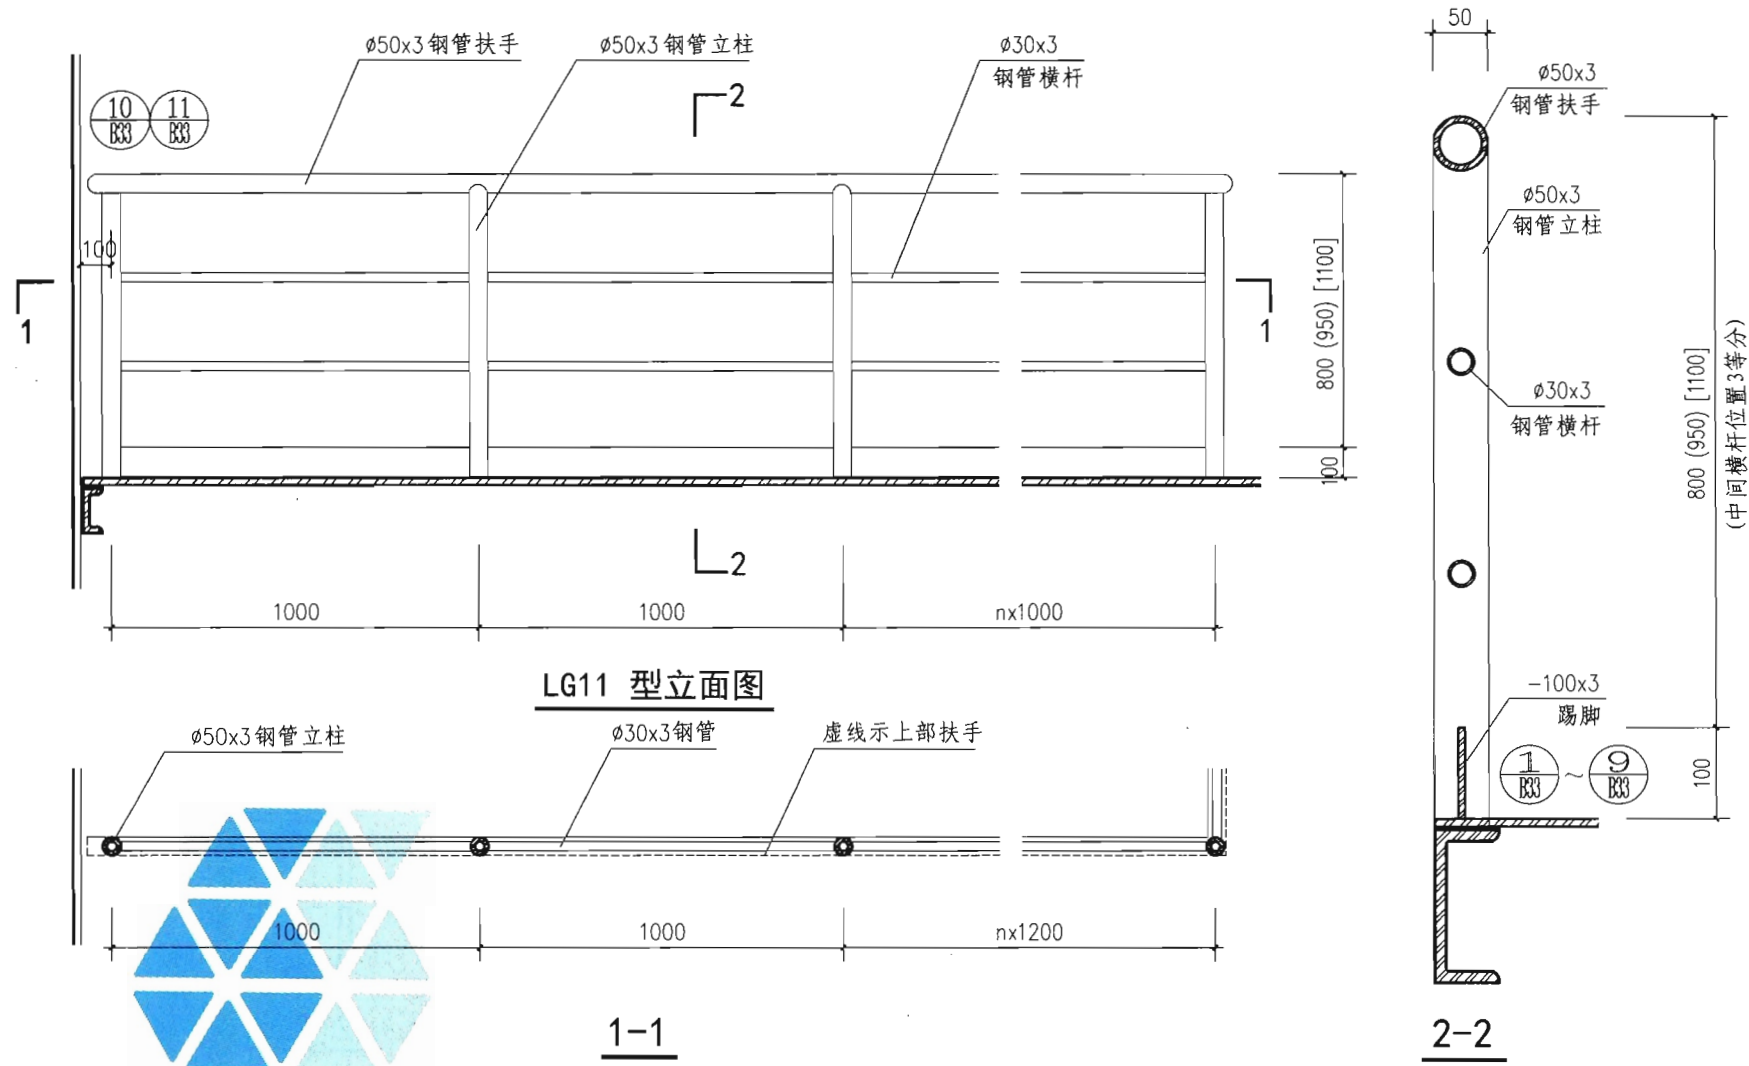 ø50x3钢管扶手
ø50x3钢管立柱
ø30x3
钢管横杆
2
10
B33
11
B33
100
1
1
800 (950) [1100]
100
2
1000
1000
nx1000
LG11 型立面图
ø50x3钢管立柱
ø30x3钢管
虚线示上部扶手
1000
1000
nx1200
1-1
50
ø50x3
钢管扶手
ø50x3
钢管立柱
ø30x3
钢管横杆
800 (950) [1100]
(中间横杆位置3等分)
-100x3
踢脚
1
B33
~
9
B33
100
2-2